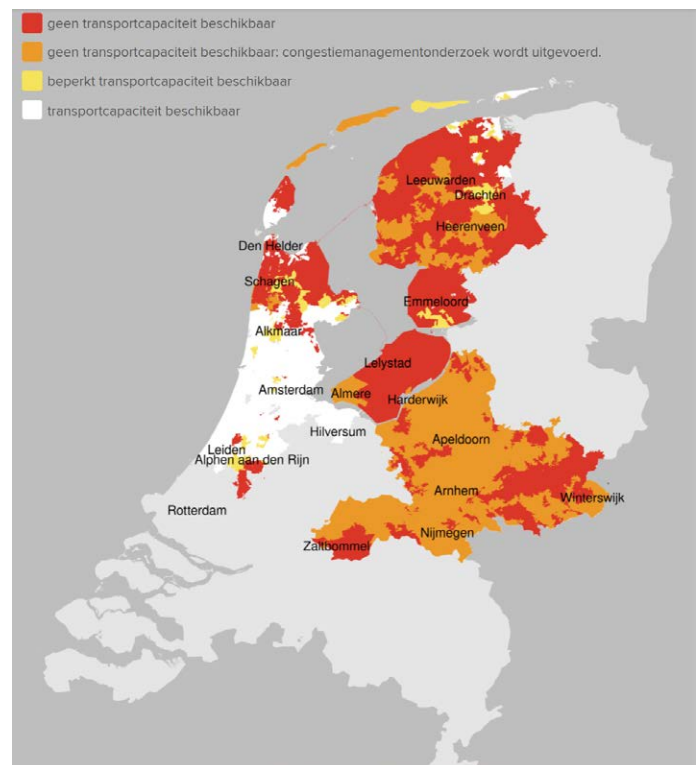 geen transportcapaciteit beschikbaar
geen transportcapaciteit beschikbaar: congestiemanagementonderzoek wordt uitgevoerd.
beperkt transportcapaciteit beschikbaar
transportcapaciteit beschikbaar
Leeuwarden
Drachten
Heerenveen
Den Helder
Schagen
Emmeloord
Alkmaar
Lelystad
Amsterdam
Almere
Harderwijk
Hilversum
Apeldoorn
Leiden
Alphen aan den Rijn
Arnhem
Winterswijk
Rotterdam
Nijmegen
Zaltbommel